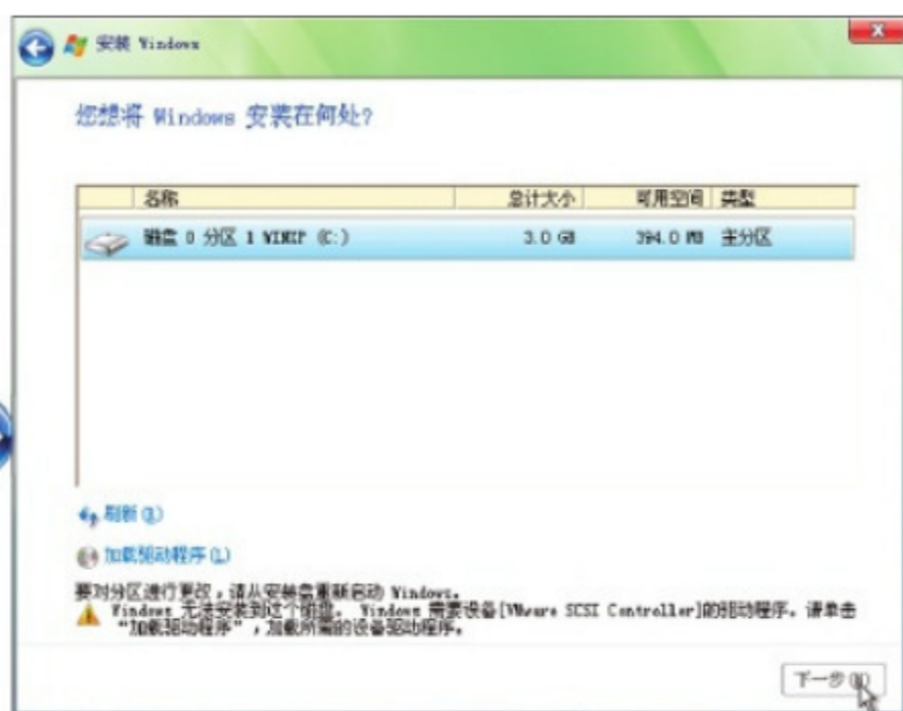 安装 Windows
您想将 Windows 安装在何处?
名称 总计大小 可用空间 类型
磁盘 0 分区 1 WINXP (C:) 3.0 GB 394.0 MB 主分区
刷新(R)
加载驱动程序(L)
要对分区进行更改，请从安装盘重新启动 Windows。
Windows 无法安装到这个磁盘。 Windows 需要设备[VMware SCSI Controller]的驱动程序。请单击
“加载驱动程序”，加载所需的设备驱动程序。
下一步(N)